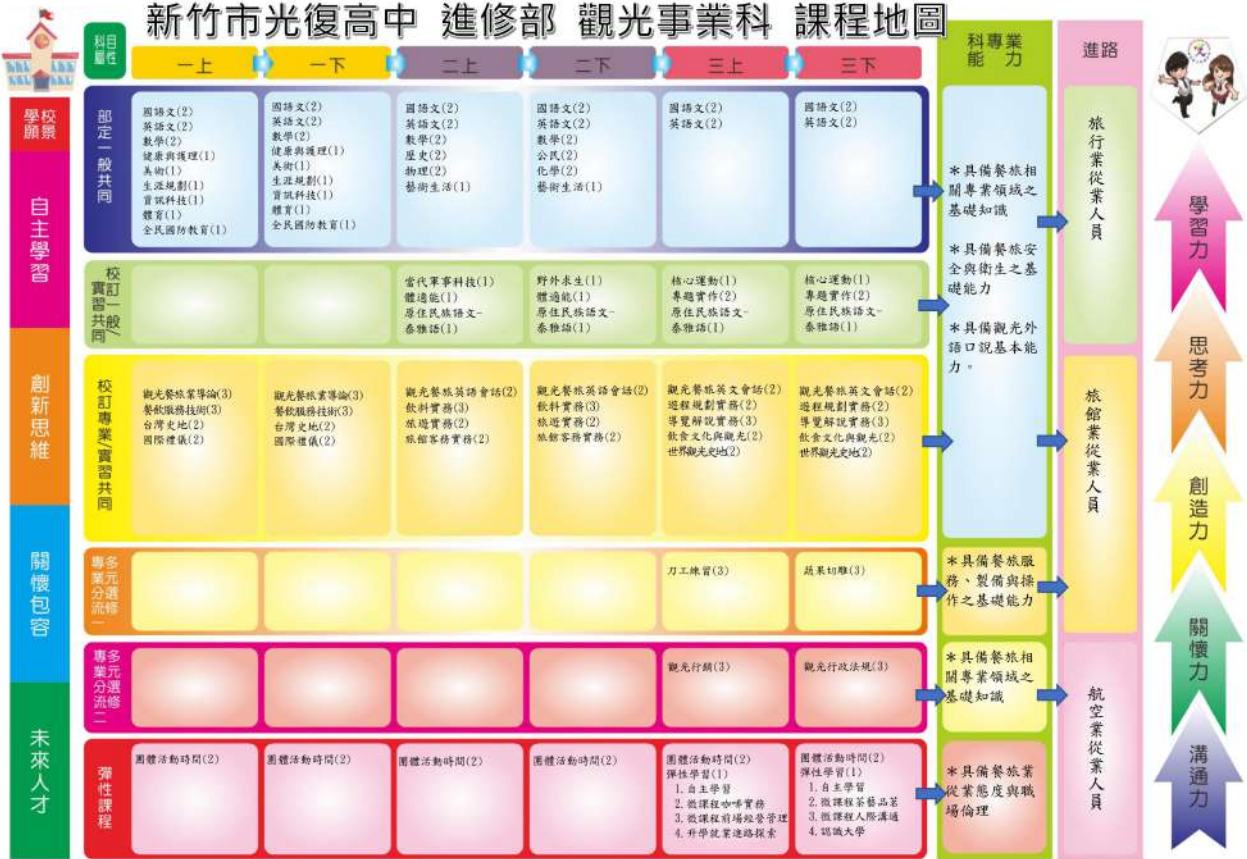 新竹市光復高中 進修部 觀光事業科 課程地圖
科目屬性
一上
一下
二上
二下
三上
三下
科專業能力
進路
學校願景
自主學習
創新思維
關懷包容
未來人才
部定一般共同
國語文(2)
英語文(2)
數學(2)
健康與護理(1)
美術(1)
生涯規劃(1)
資訊科技(1)
體育(1)
全民國防教育(1)
國語文(2)
英語文(2)
數學(2)
健康與護理(1)
美術(1)
生涯規劃(1)
資訊科技(1)
體育(1)
全民國防教育(1)
國語文(2)
英語文(2)
數學(2)
歷史(2)
物理(2)
藝術生活(1)
國語文(2)
英語文(2)
數學(2)
公民(2)
化學(2)
藝術生活(1)
國語文(2)
英語文(2)
國語文(2)
英語文(2)
校訂一般/實習共同
當代軍事科技(1)
體適能(1)
原住民族語文-
泰雅語(1)
野外求生(1)
體適能(1)
原住民族語文-
泰雅語(1)
核心運動(1)
專題實作(2)
原住民族語文-
泰雅語(1)
核心運動(1)
專題實作(2)
原住民族語文-
泰雅語(1)
校訂專業/實習共同
觀光餐旅業導論(3)
餐飲服務技術(3)
台灣史地(2)
國際禮儀(2)
觀光餐旅業導論(3)
餐飲服務技術(3)
台灣史地(2)
國際禮儀(2)
觀光餐旅英語會話(2)
飲料實務(3)
旅遊實務(2)
旅館客務實務(2)
觀光餐旅英語會話(2)
飲料實務(3)
旅遊實務(2)
旅館客務實務(2)
觀光餐旅英文會話(2)
遊程規劃實務(2)
導覽解說實務(3)
飲食文化與觀光(2)
世界觀光史地(2)
觀光餐旅英文會話(2)
遊程規劃實務(2)
導覽解說實務(3)
飲食文化與觀光(2)
世界觀光史地(2)
多元選修專業分流一
刀工練習(3)
蔬果切雕(3)
多元選修專業分流二
觀光行銷(3)
觀光行政法規(3)
彈性課程
團體活動時間(2)
團體活動時間(2)
團體活動時間(2)
團體活動時間(2)
團體活動時間(2)
彈性學習(1)
1.自主學習
2.微課程咖啡實務
3.微課程前場經營管理
4.升學就業進路探索
團體活動時間(2)
彈性學習(1)
1.自主學習
2.微課程茶藝品茗
3.微課程人際溝通
4.認識大學
＊具備餐旅相
關專業領域之
基礎知識
＊具備餐旅安
全與衛生之基
礎能力
＊具備觀光外
語口說基本能
力。
＊具備餐旅服
務、製備與操
作之基礎能力
＊具備餐旅相
關專業領域之
基礎知識
＊具備餐旅業
從業態度與職
場倫理
旅行業從業人員
旅館業從業人員
航空業從業人員
學習力
思考力
創造力
關懷力
溝通力